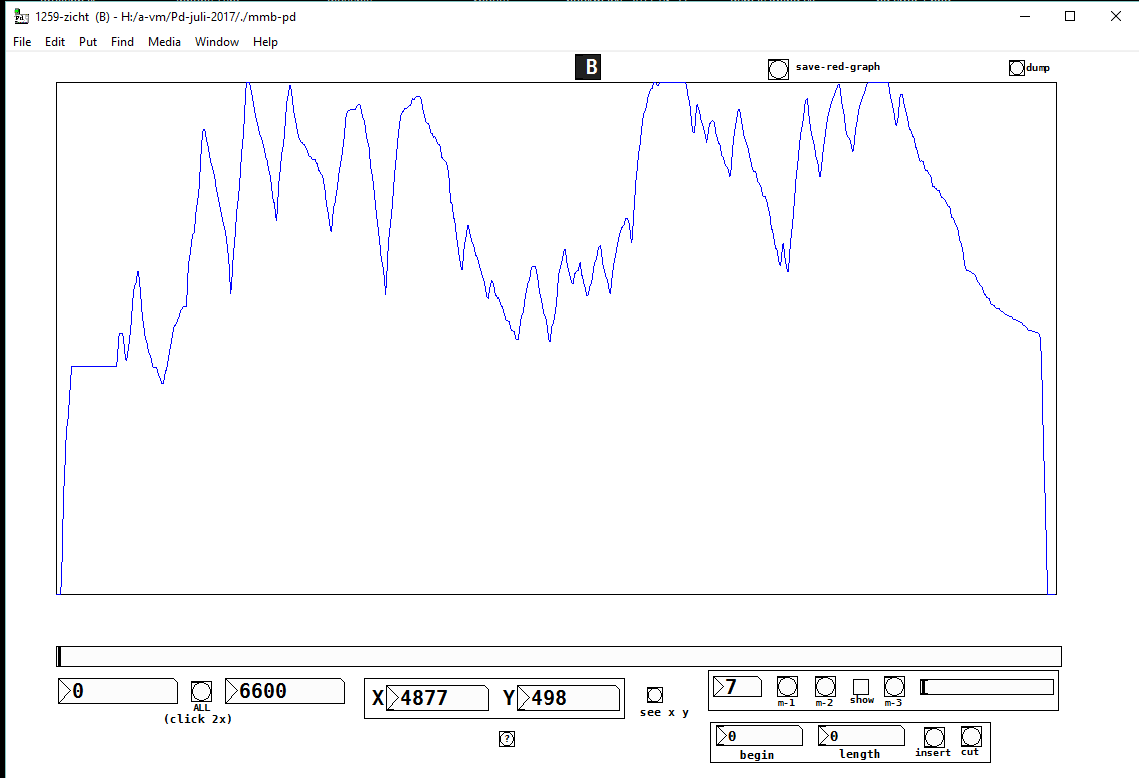 1259-zicht (B) - H:/a-vm/Pd-juli-2017/./mmb-pd
File Edit Put Find Media Window Help
B
save-red-graph
dump
0
ALL
(click 2x)
6600
X 4877
Y 498
see x y
?
7
m-1
m-2
show
m-3
0
begin
0
length
insert
cut